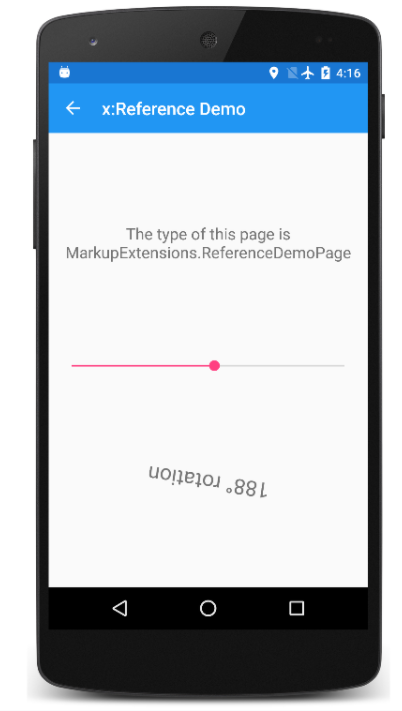 4:16
x:Reference Demo
The type of this page is
MarkupExtensions.ReferenceDemoPage
188° rotation